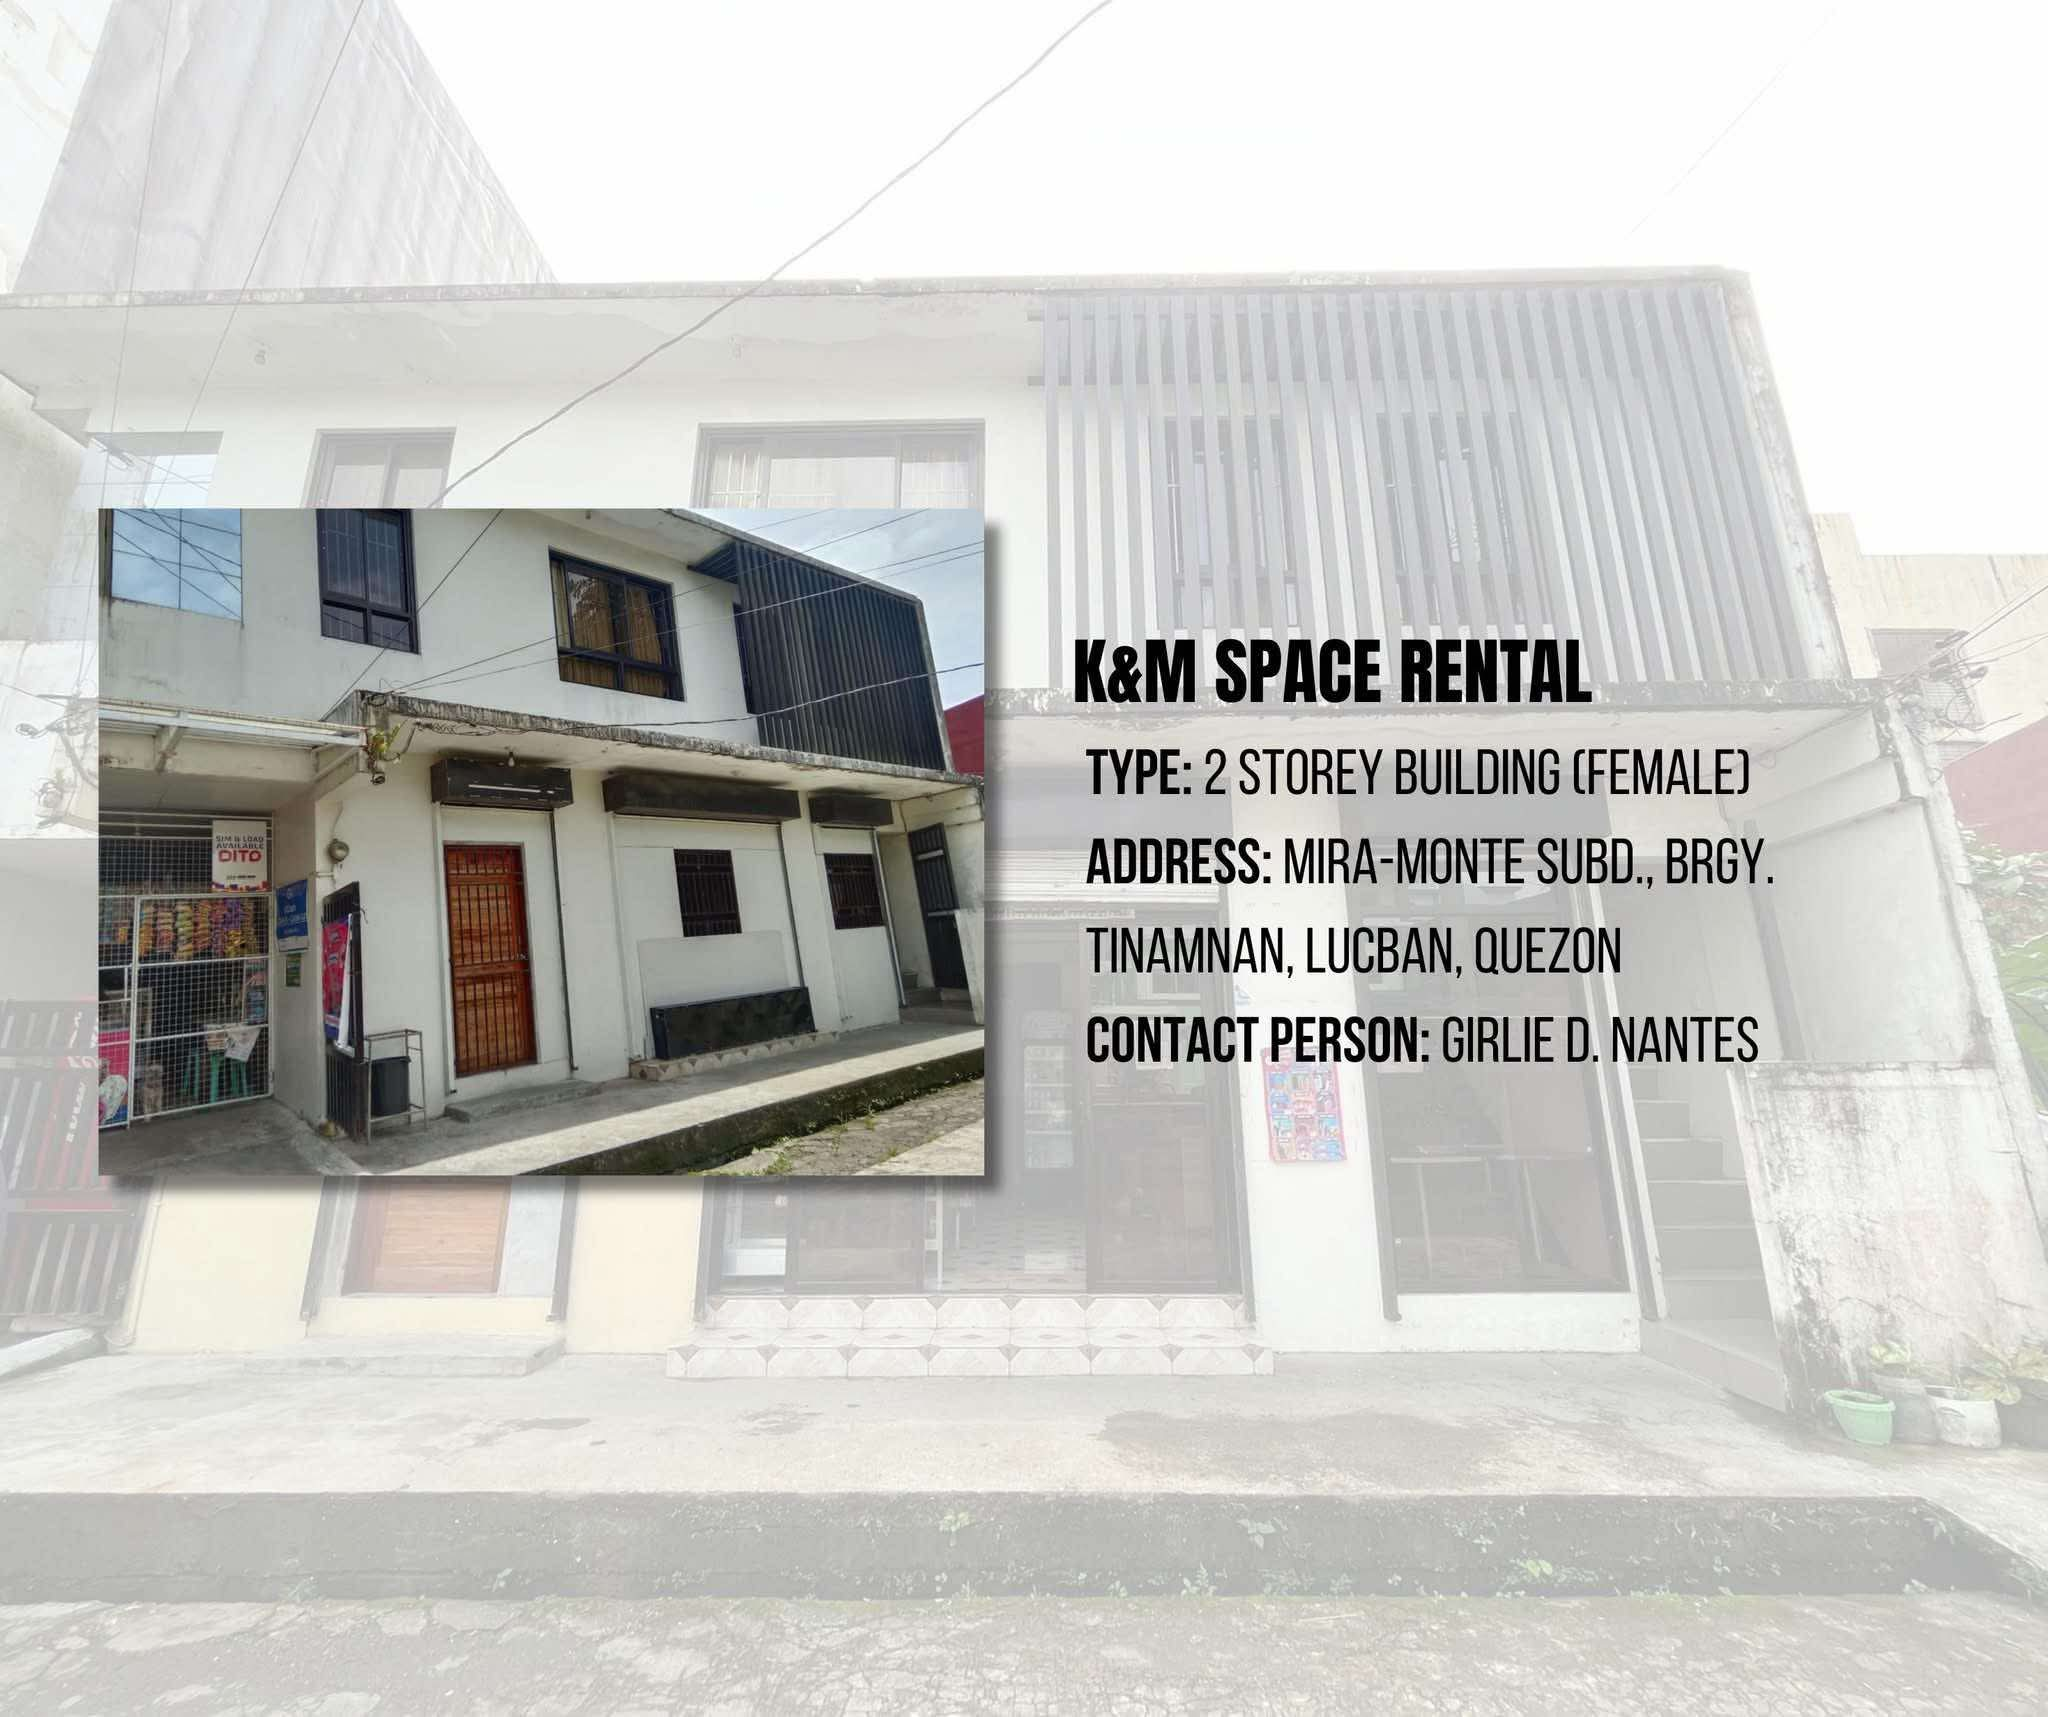 K&M SPACE RENTAL
TYPE: 2 STOREY BUILDING (FEMALE)
ADDRESS: MIRA-MONTE SUBD., BRGY.
TINAMNAN, LUCBAN, QUEZON
CONTACT PERSON: GIRLIE D. NANTES
SIM & LOAD
AVAILABLE
DITO